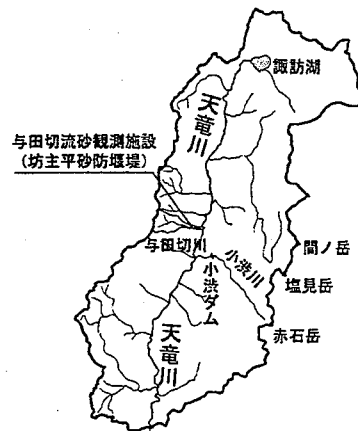 諏訪湖
天竜川
与田切流砂観測施設
(坊主平砂防堰堤)
与田切川
小渋川
間ノ岳
小渋ダム
塩見岳
赤石岳
天竜川